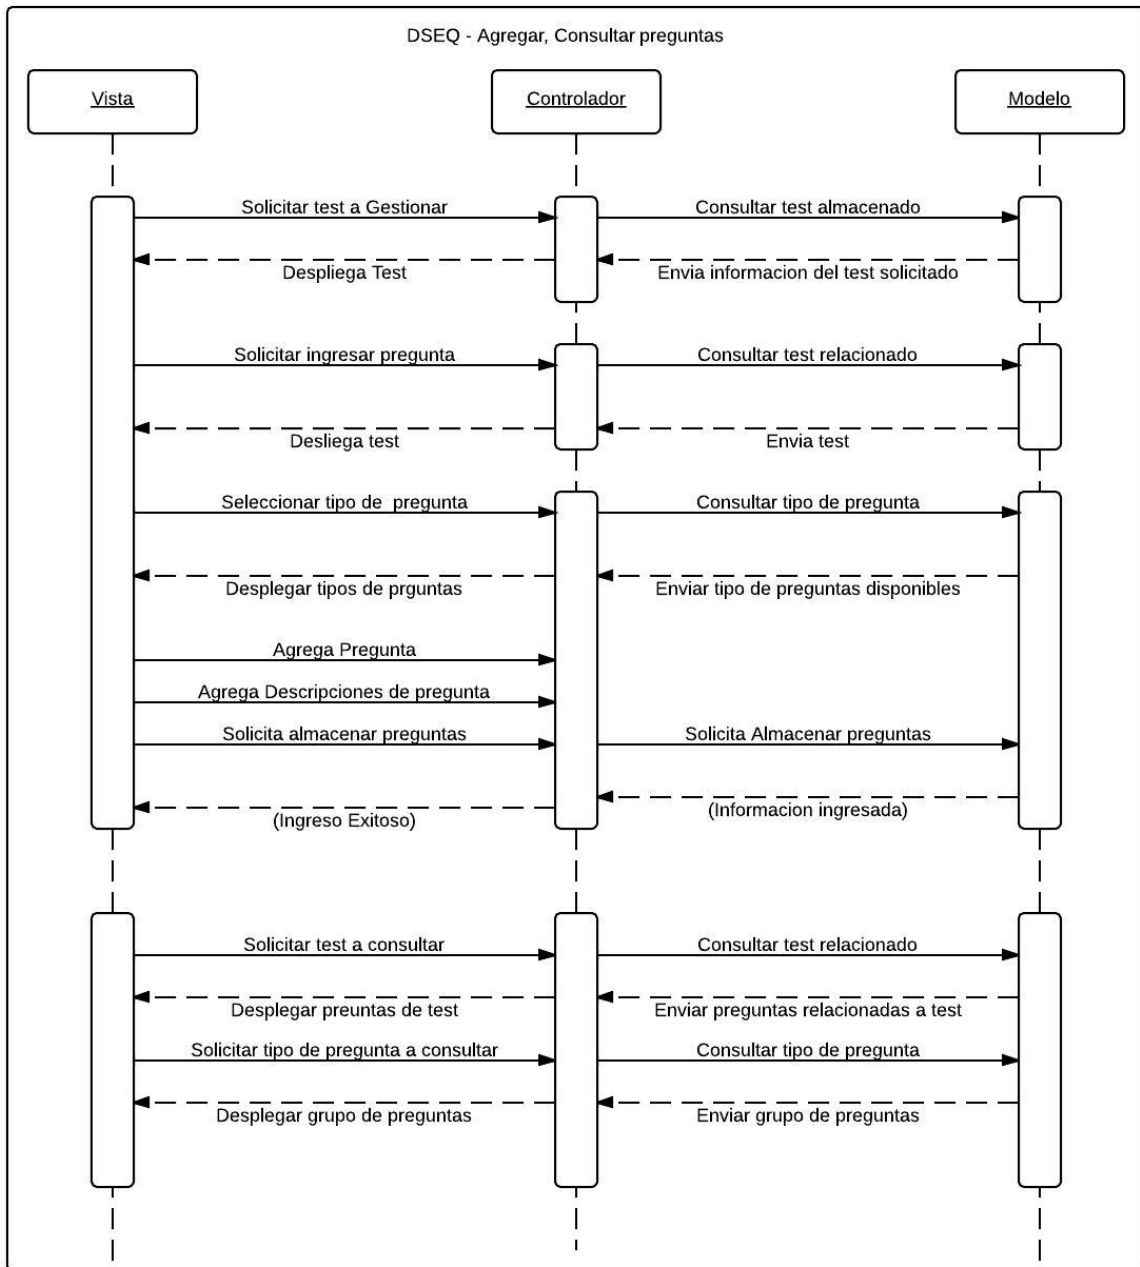 DSEQ - Agregar, Consultar preguntas
Vista
Controlador
Modelo
Solicitar test a Gestionar
Consultar test almacenado
Despliega Test
Envia informacion del test solicitado
Solicitar ingresar pregunta
Consultar test relacionado
Desliega test
Envia test
Seleccionar tipo de pregunta
Consultar tipo de pregunta
Desplegar tipos de prguntas
Enviar tipo de preguntas disponibles
Agrega Pregunta
Agrega Descripciones de pregunta
Solicita almacenar preguntas
Solicita Almacenar preguntas
(Ingreso Exitoso)
(Informacion ingresada)
Solicitar test a consultar
Consultar test relacionado
Desplegar preuntas de test
Enviar preguntas relacionadas a test
Solicitar tipo de pregunta a consultar
Consultar tipo de pregunta
Desplegar grupo de preguntas
Enviar grupo de preguntas